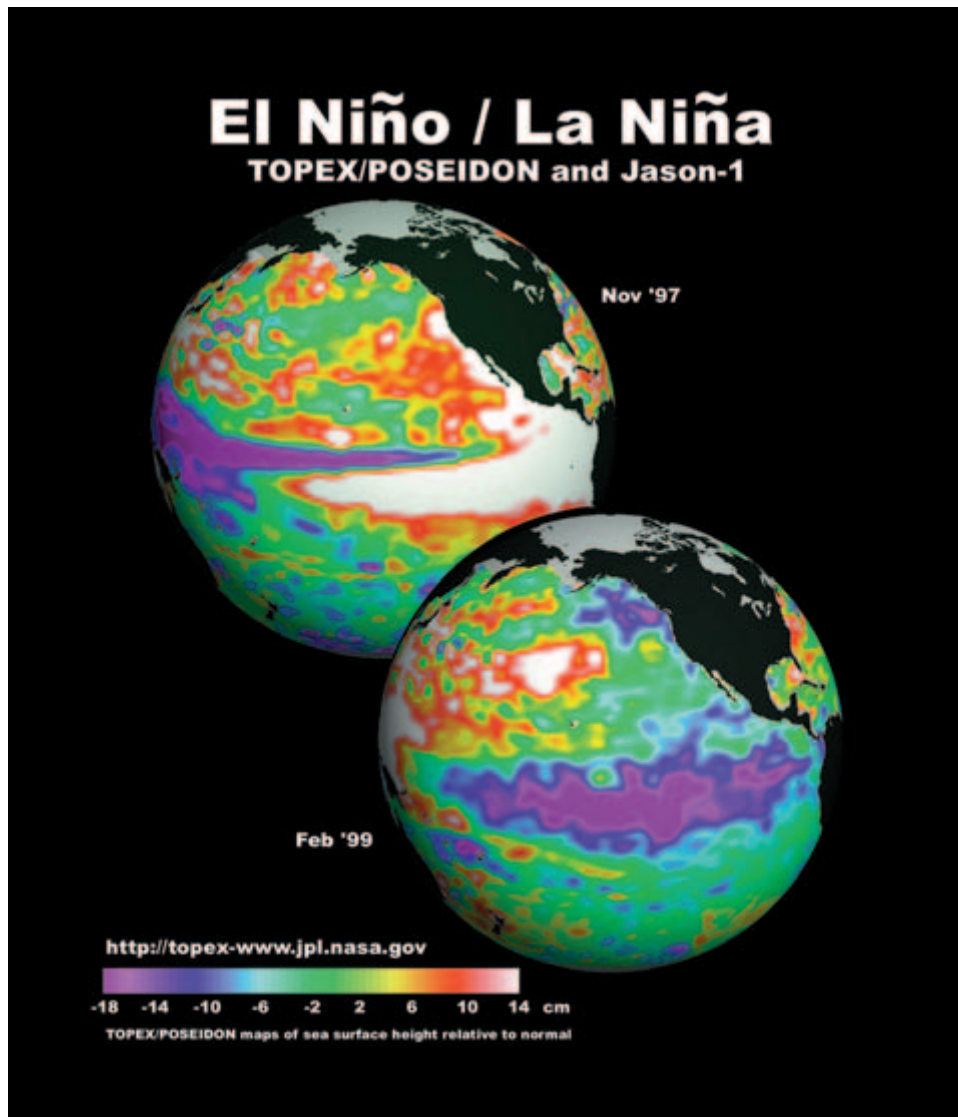 El Niño / La Niña
TOPEX/POSEIDON and Jason-1
Nov '97
Feb '99
http://topex-www.jpl.nasa.gov
-18 -14 -10 -6 -2 2 6 10 14 cm
TOPEX/POSEIDON maps of sea surface height relative to normal